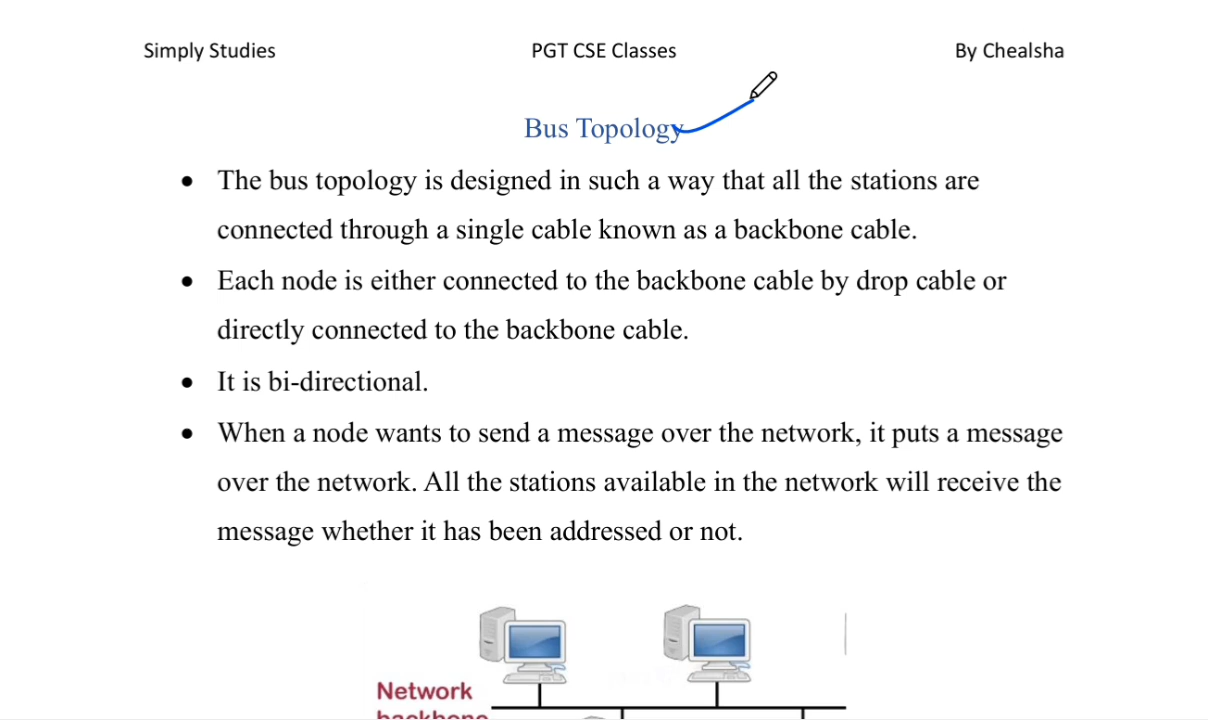 Simply Studies PGT CSE Classes By Chealsha
Bus Topology
• The bus topology is designed in such a way that all the stations are
connected through a single cable known as a backbone cable.
• Each node is either connected to the backbone cable by drop cable or
directly connected to the backbone cable.
• It is bi-directional.
• When a node wants to send a message over the network, it puts a message
over the network. All the stations available in the network will receive the
message whether it has been addressed or not.
Network
backbone